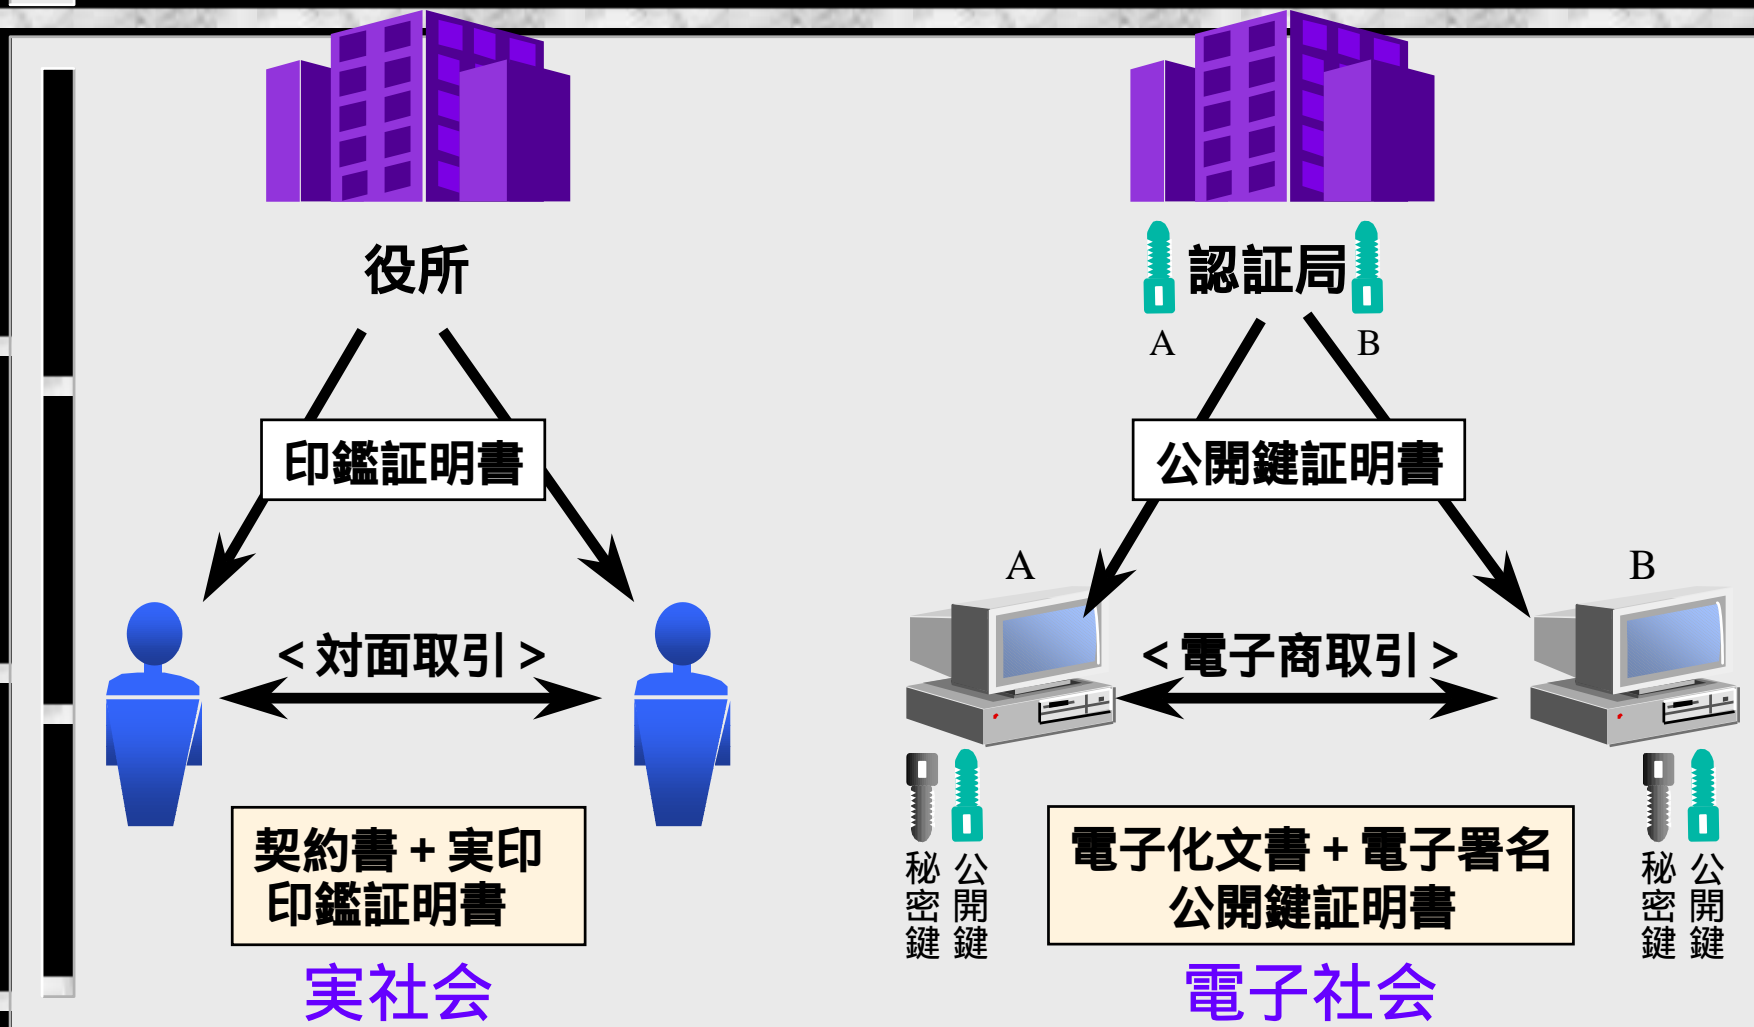 役所
印鑑証明書
<対面取引>
契約書+実印
印鑑証明書
実社会
認証局
A
B
公開鍵証明書
A
B
<電子商取引>
秘密鍵
公開鍵
電子化文書+電子署名
公開鍵証明書
秘密鍵
公開鍵
電子社会